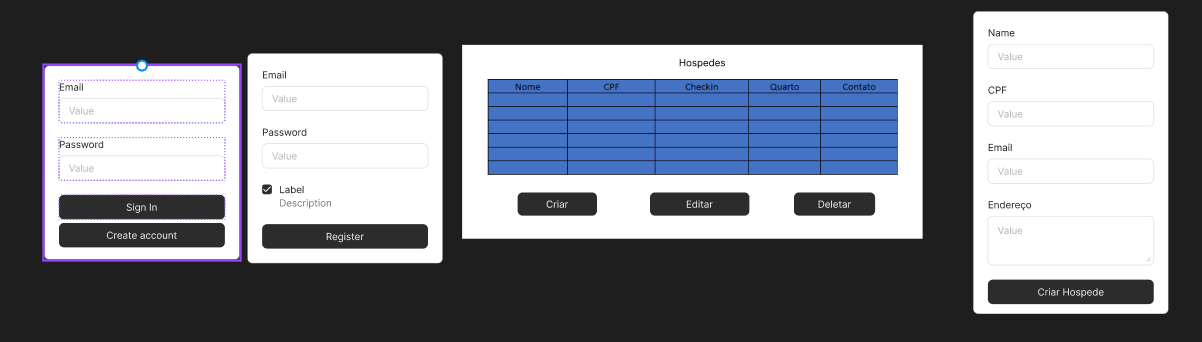 Email
Value
Password
Value
Sign In
Create account
Email
Value
Password
Value
Label
Description
Register
Hospedes
Nome CPF Checkin Quarto Contato
Criar Editar Deletar
Name
Value
CPF
Value
Email
Value
Endereço
Value
Criar Hospede